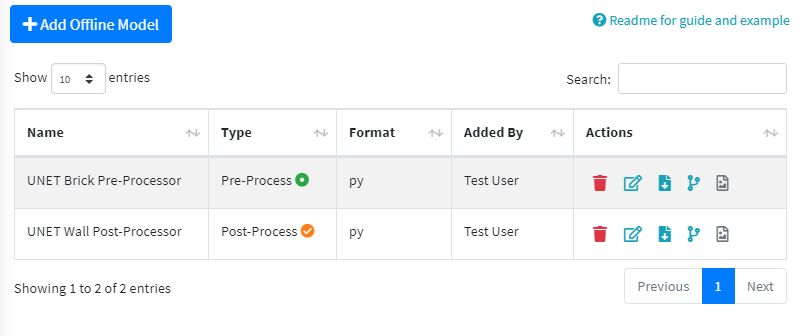 Add Offline Model
Readme for guide and example
Show 10 entries
Search:
Name Type Format Added By Actions
UNET Brick Pre-Processor Pre-Process py Test User
UNET Wall Post-Processor Post-Process py Test User
Showing 1 to 2 of 2 entries
Previous 1 Next